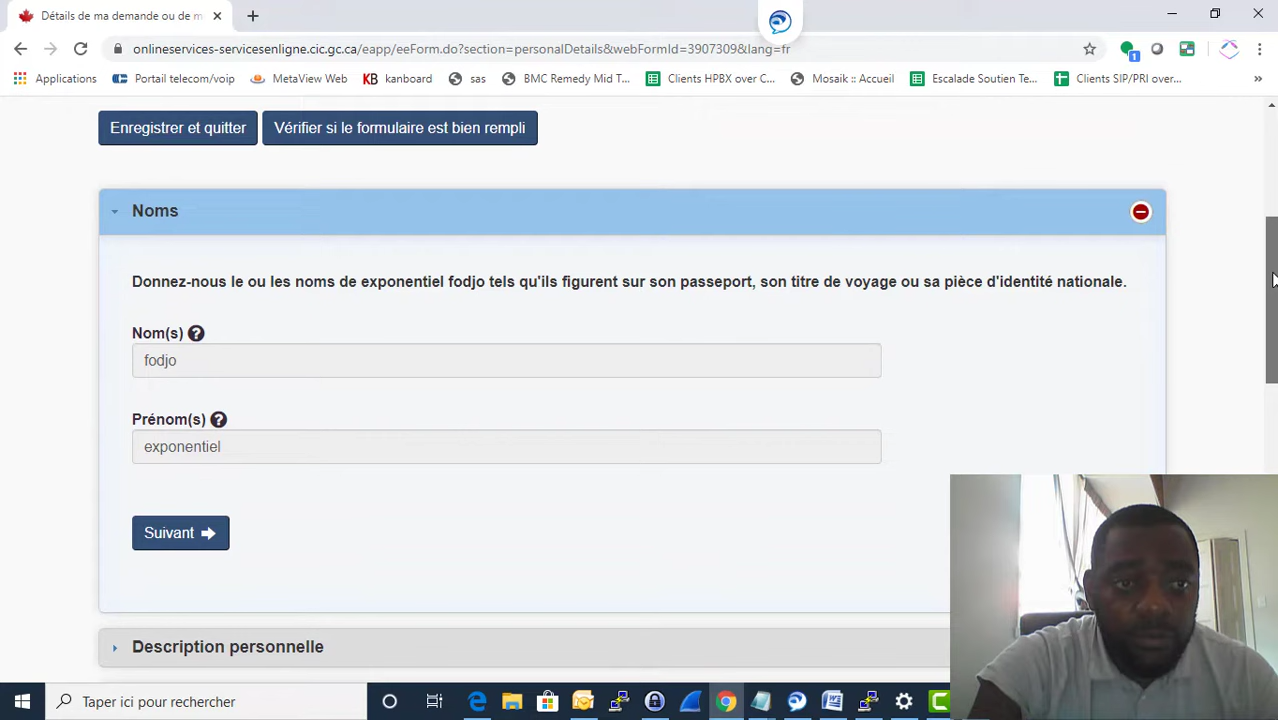 Détails de ma demande ou de m
onlineservices-servicesenligne.cic.gc.ca/eapp/eeForm.do?section=personalDetails&webFormId=3907309&lang=fr
1
Applications Portail telecom/voip MetaView Web KB kanboard sas BMC Remedy Mid T... Clients HPBX over C... Mosaik :: Accueil Escalade Soutien Te... Clients SIP/PRI over... »
Enregistrer et quitter Vérifier si le formulaire est bien rempli
Noms
Donnez-nous le ou les noms de exponentiel fodjo tels qu'ils figurent sur son passeport, son titre de voyage ou sa pièce d'identité nationale.
Nom(s) ?
fodjo
Prénom(s) ?
exponentiel
Suivant
Description personnelle
Taper ici pour rechercher